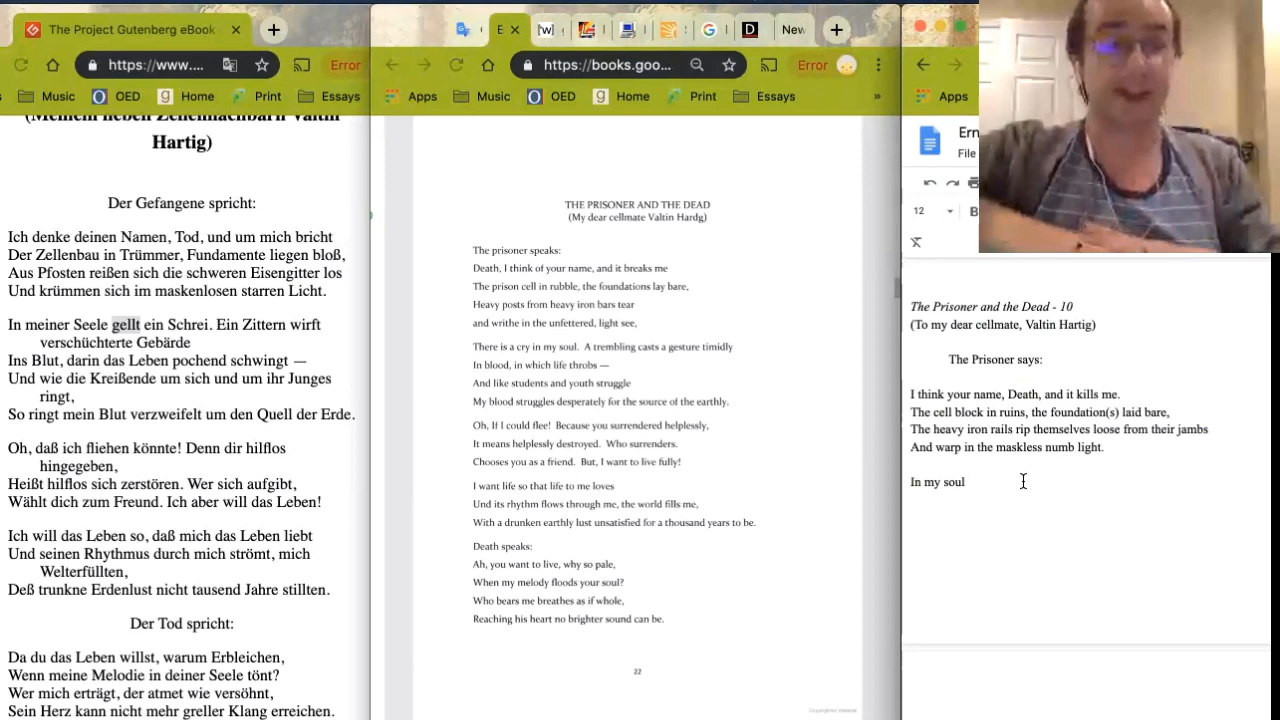 The Project Gutenberg eBook
https://www....
Error
Music
OED
Home
Print
Essays
(Meinem lieben Zellennachbarn Valtin
Hartig)
Der Gefangene spricht:
Ich denke deinen Namen, Tod, und um mich bricht
Der Zellenbau in Trümmer, Fundamente liegen bloß,
Aus Pfosten reißen sich die schweren Eisengitter los
Und krümmen sich im maskenlosen starren Licht.
In meiner Seele gellt ein Schrei. Ein Zittern wirft
verschüchterte Gebärde
Ins Blut, darin das Leben pochend schwingt —
Und wie die Kreißende um sich und um ihr Junges
ringt,
So ringt mein Blut verzweifelt um den Quell der Erde.
Oh, daß ich fliehen könnte! Denn dir hilflos
hingegeben,
Heißt hilflos sich zerstören. Wer sich aufgibt,
Wählt dich zum Freund. Ich aber will das Leben!
Ich will das Leben so, daß mich das Leben liebt
Und seinen Rhythmus durch mich strömt, mich
Welterfüllten,
Deß trunkne Erdenlust nicht tausend Jahre stillten.
Der Tod spricht:
Da du das Leben willst, warum Erbleichen,
Wenn meine Melodie in deiner Seele tönt?
Wer mich erträgt, der atmet wie versöhnt,
Sein Herz kann nicht mehr greller Klang erreichen.
E
New
https://books.goo...
Error
Apps
Music
OED
Home
Print
Essays
THE PRISONER AND THE DEAD
(My dear cellmate Valtin Hardg)
The prisoner speaks:
Death, I think of your name, and it breaks me
The prison cell in rubble, the foundations lay bare,
Heavy posts from heavy iron bars tear
and writhe in the unfettered, light see,
There is a cry in my soul. A trembling casts a gesture timidly
In blood, in which life throbs —
And like students and youth struggle
My blood struggles desperately for the source of the earthly.
Oh, If I could flee! Because you surrendered helplessly,
It means helplessly destroyed. Who surrenders.
Chooses you as a friend. But, I want to live fully!
I want life so that life to me loves
Und its rhythm flows through me, the world fills me,
With a drunken earthly lust unsatisfied for a thousand years to be.
Death speaks:
Ah, you want to live, why so pale,
When my melody floods your soul?
Who bears me breathes as if whole,
Reaching his heart no brighter sound can be.
22
Apps
Ern
File
12
B
The Prisoner and the Dead - 10
(To my dear cellmate, Valtin Hartig)
The Prisoner says:
I think your name, Death, and it kills me.
The cell block in ruins, the foundation(s) laid bare,
The heavy iron rails rip themselves loose from their jambs
And warp in the maskless numb light.
In my soul